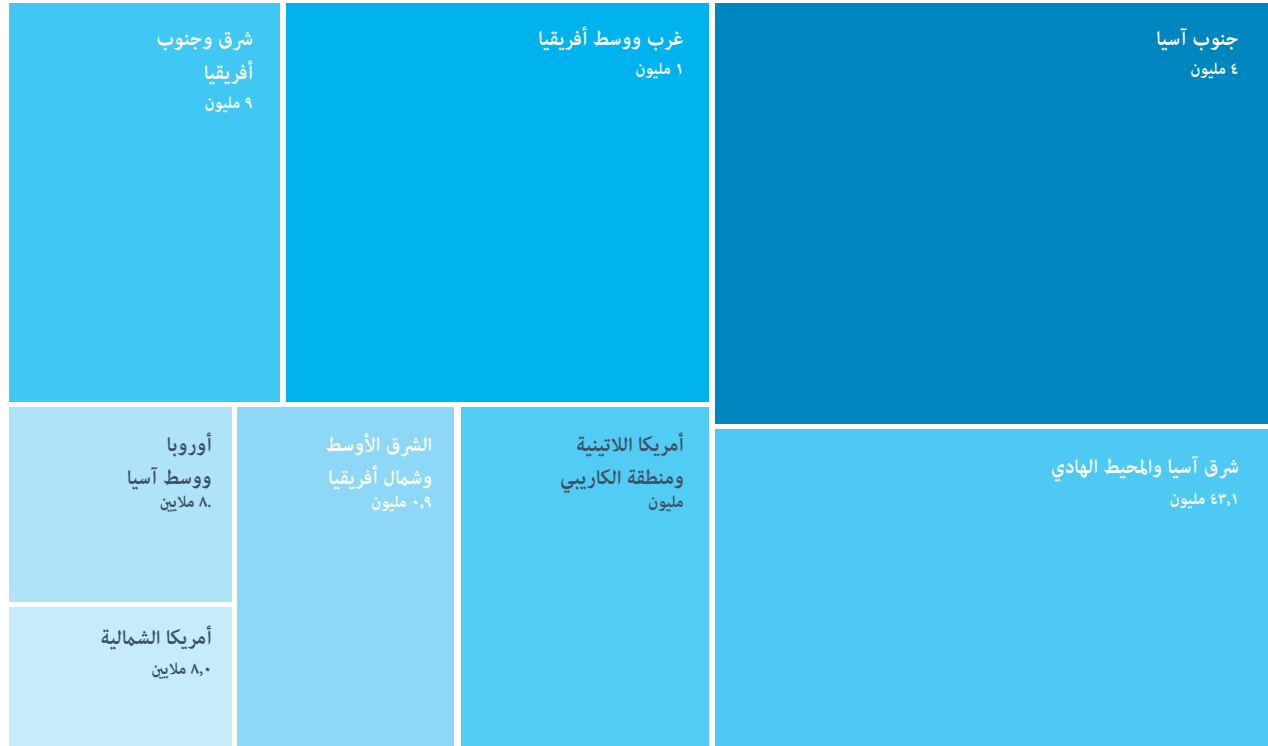 جنوب آسيا
٤ مليون
غرب ووسط أفريقيا
١ مليون
شرق وجنوب
أفريقيا
٩ مليون
شرق آسيا والمحيط الهادي
٤٣,١ مليون
أمريكا اللاتينية
ومنطقة الكاريبي
مليون
الشرق الأوسط
وشمال أفريقيا
٠,٩ مليون
أوروبا
ووسط آسيا
.٨٠ ملايين
أمريكا الشمالية
٨,٠ ملايين